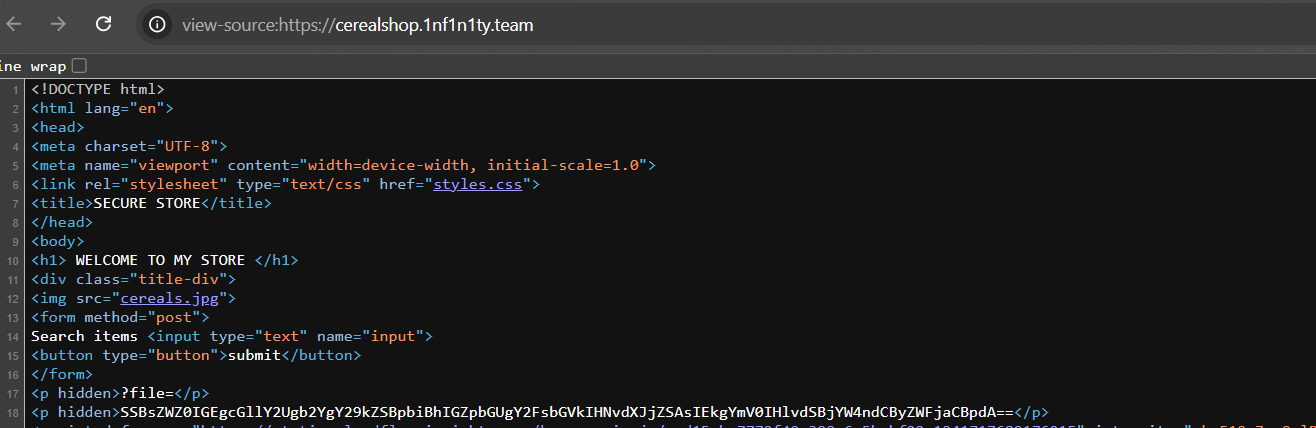 view-source:https://cerealshop.1nf1n1ty.team
ine wrap
1 <!DOCTYPE html>
2 <html lang="en">
3 <head>
4 <meta charset="UTF-8">
5 <meta name="viewport" content="width=device-width, initial-scale=1.0">
6 <link rel="stylesheet" type="text/css" href="styles.css">
7 <title>SECURE STORE</title>
8 </head>
9 <body>
10 <h1> WELCOME TO MY STORE </h1>
11 <div class="title-div">
12 <img src="cereals.jpg">
13 <form method="post">
14 Search items <input type="text" name="input">
15 <button type="button">submit</button>
16 </form>
17 <p hidden>?file=</p>
18 <p hidden>SSBsZWZ0IGEgcGllY2Ugb2YgY29kZSBpbiBhIGZpbGUgY2FsbGVkIHNvdXJjZSAsIEkgYmV0IHlvdSBjYW4ndCByZWFjaCBpdA==</p>